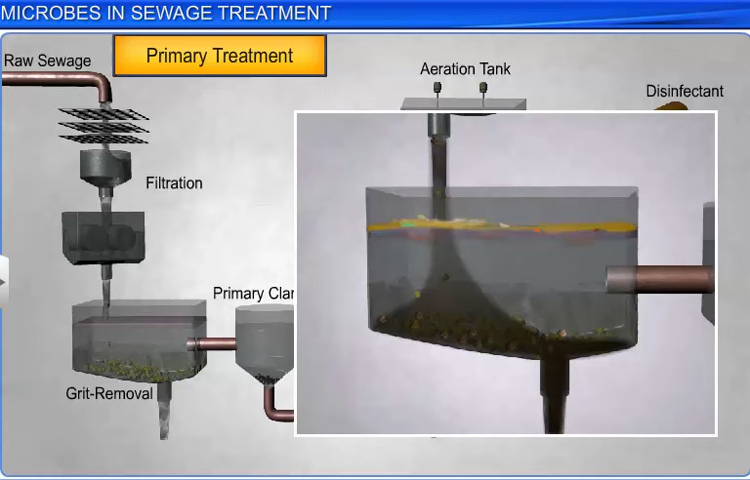 MICROBES IN SEWAGE TREATMENT
Primary Treatment
Raw Sewage
Aeration Tank
Disinfectant
Filtration
Primary Clar
Grit-Removal